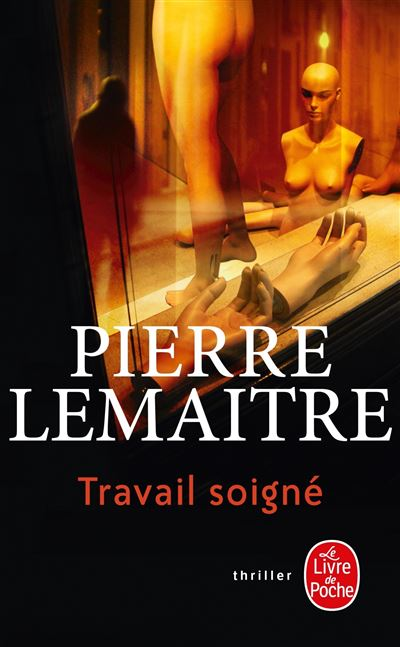 PIERRE
LEMAITRE
Travail soigné
thriller
Le
Livre
de
Poche